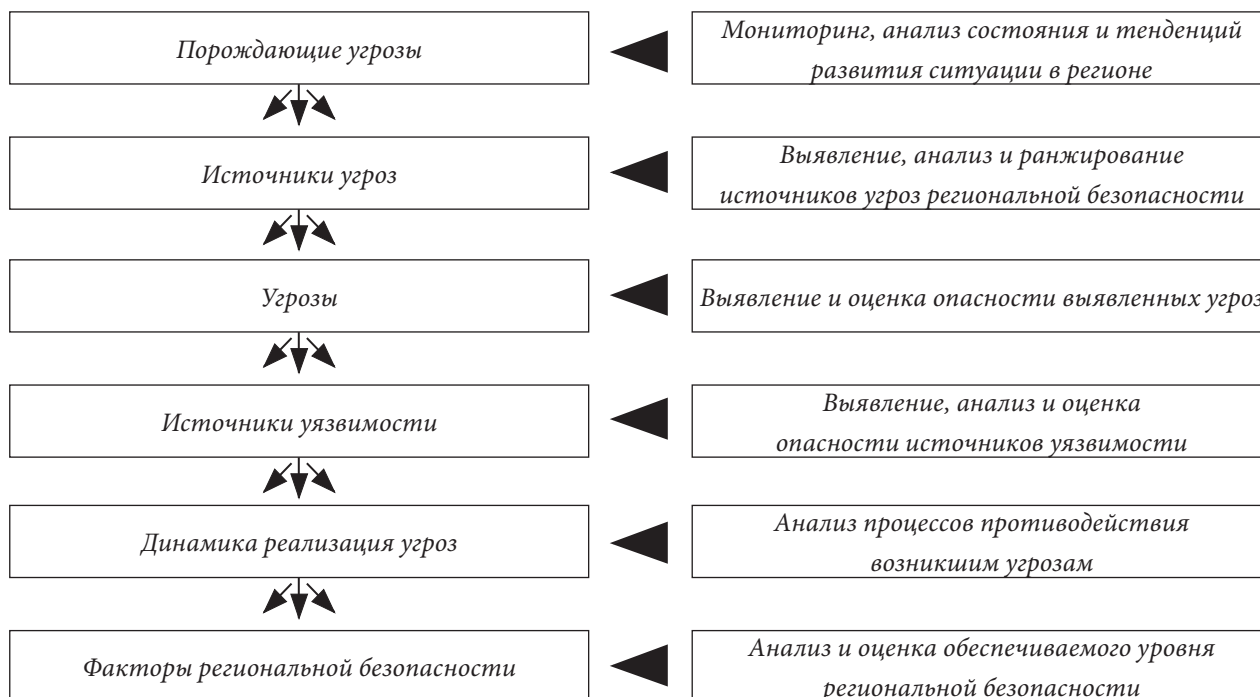 Порождающие угрозы
Мониторинг, анализ состояния и тенденций
развития ситуации в регионе
Источники угроз
Выявление, анализ и ранжирование
источников угроз региональной безопасности
Угрозы
Выявление и оценка опасности выявленных угроз
Источники уязвимости
Выявление, анализ и оценка
опасности источников уязвимости
Динамика реализация угроз
Анализ процессов противодействия
возникшим угрозам
Факторы региональной безопасности
Анализ и оценка обеспечиваемого уровня
региональной безопасности